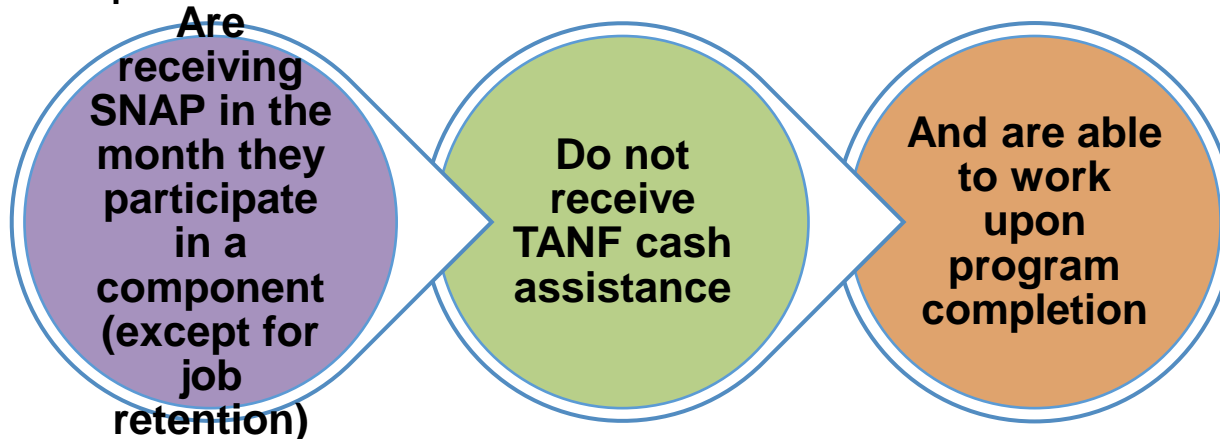 Are
receiving
SNAP in the
month they
participate
in a
component
(except for
job
retention)
Do not
receive
TANF cash
assistance
And are able
to work
upon
program
completion